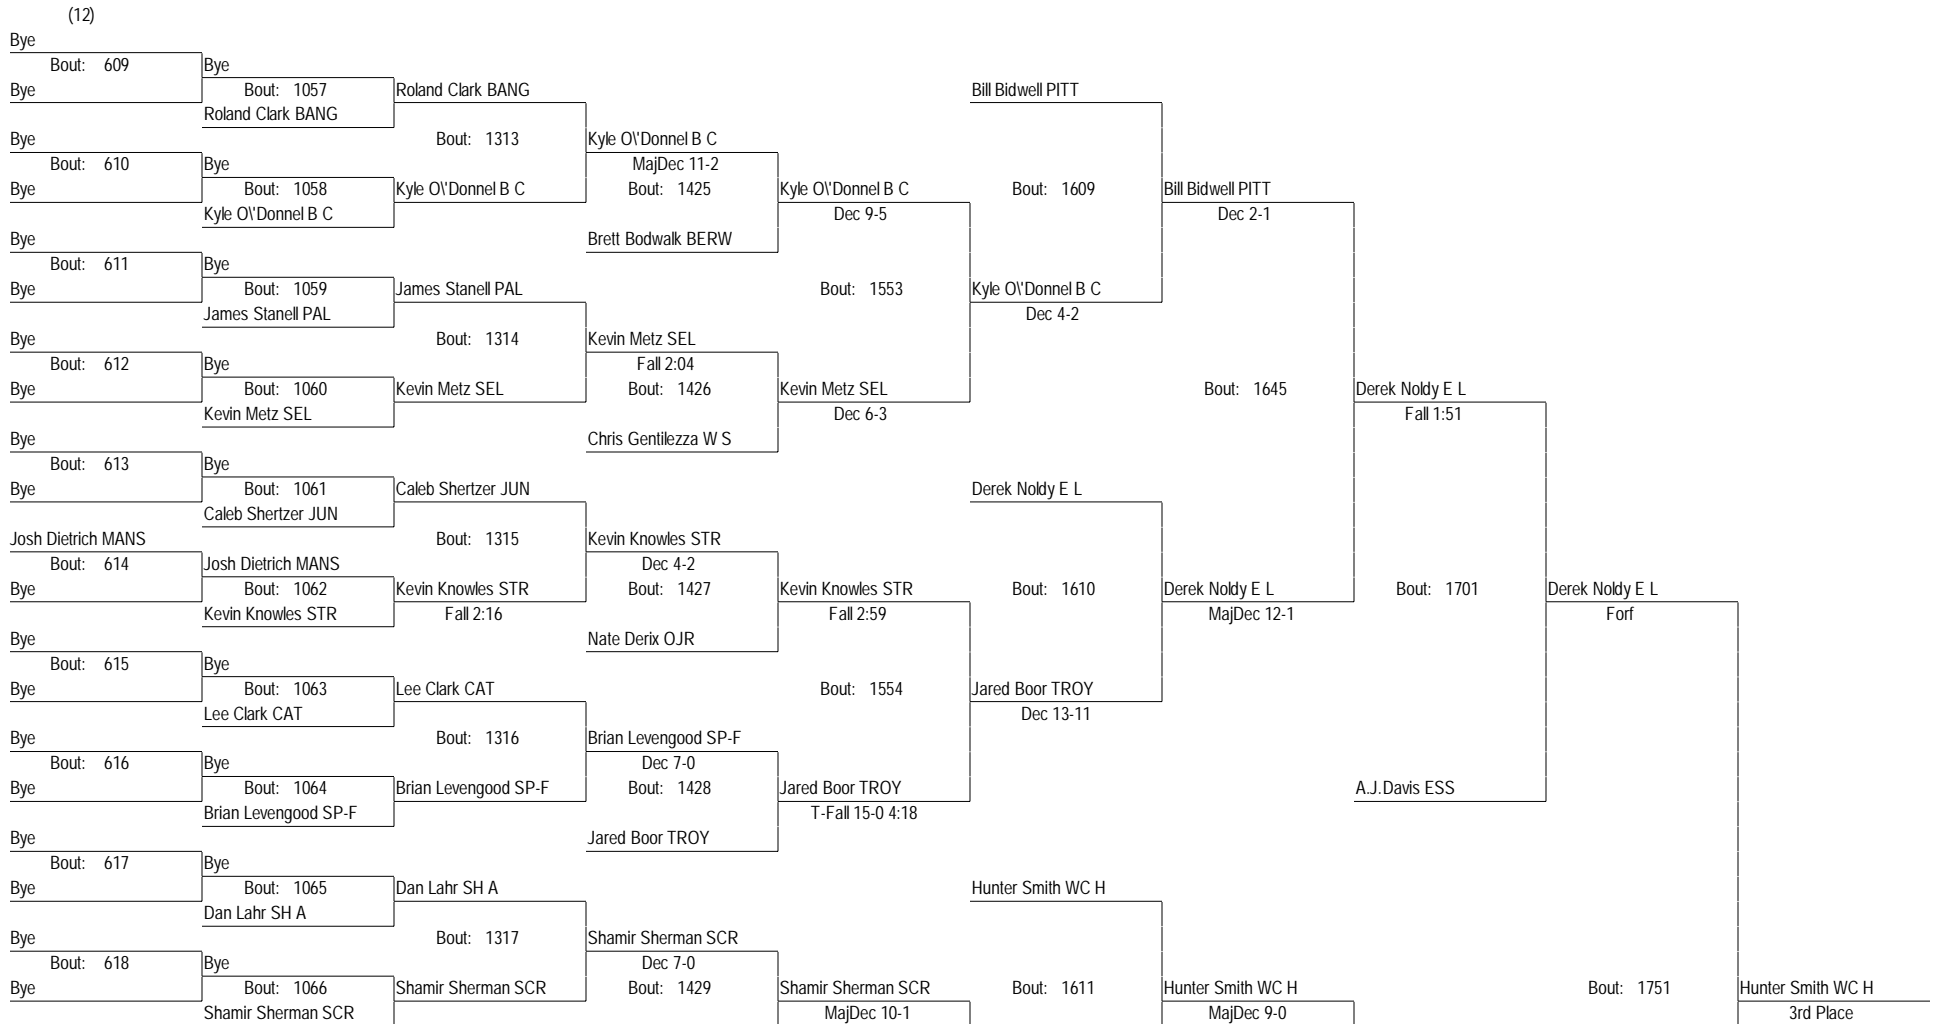 (12)
Bye
Bout: 609
Bye
Bye
Bout: 1057
Roland Clark BANG
Bill Bidwell PITT
Bye
Roland Clark BANG
Bye
Bout: 1313
Kyle O\'Donnel B C
Bout: 610
Bye
MajDec 11-2
Bye
Bout: 1058
Kyle O\'Donnel B C
Bout: 1425
Kyle O\'Donnel B C
Bout: 1609
Bill Bidwell PITT
Kyle O\'Donnel B C
Dec 9-5
Dec 2-1
Bye
Brett Bodwalk BERW
Bout: 611
Bye
Bye
Bout: 1059
James Stanell PAL
Bout: 1553
Kyle O\'Donnel B C
James Stanell PAL
Dec 4-2
Bye
Bout: 1314
Kevin Metz SEL
Bout: 612
Bye
Fall 2:04
Bye
Bout: 1060
Kevin Metz SEL
Bout: 1426
Kevin Metz SEL
Bout: 1645
Derek Noldy E L
Kevin Metz SEL
Dec 6-3
Fall 1:51
Bye
Chris Gentilezza W S
Bout: 613
Bye
Bye
Bout: 1061
Caleb Shertzer JUN
Derek Noldy E L
Caleb Shertzer JUN
Josh Dietrich MANS
Bout: 1315
Kevin Knowles STR
Bout: 614
Josh Dietrich MANS
Dec 4-2
Bye
Bout: 1062
Kevin Knowles STR
Bout: 1427
Kevin Knowles STR
Bout: 1610
Derek Noldy E L
Bout: 1701
Derek Noldy E L
Kevin Knowles STR
Fall 2:16
Fall 2:59
MajDec 12-1
Forf
Bye
Nate Derix OJR
Bout: 615
Bye
Bye
Bout: 1063
Lee Clark CAT
Bout: 1554
Jared Boor TROY
Lee Clark CAT
Dec 13-11
Bye
Bout: 1316
Brian Levengood SP-F
Bout: 616
Bye
Dec 7-0
Bye
Bout: 1064
Brian Levengood SP-F
Bout: 1428
Jared Boor TROY
A.J.Davis ESS
Brian Levengood SP-F
T-Fall 15-0 4:18
Bye
Jared Boor TROY
Bout: 617
Bye
Bye
Bout: 1065
Dan Lahr SH A
Hunter Smith WC H
Dan Lahr SH A
Bye
Bout: 1317
Shamir Sherman SCR
Bout: 618
Bye
Dec 7-0
Bye
Bout: 1066
Shamir Sherman SCR
Bout: 1429
Shamir Sherman SCR
Bout: 1611
Hunter Smith WC H
Bout: 1751
Hunter Smith WC H
Shamir Sherman SCR
MajDec 10-1
MajDec 9-0
3rd Place